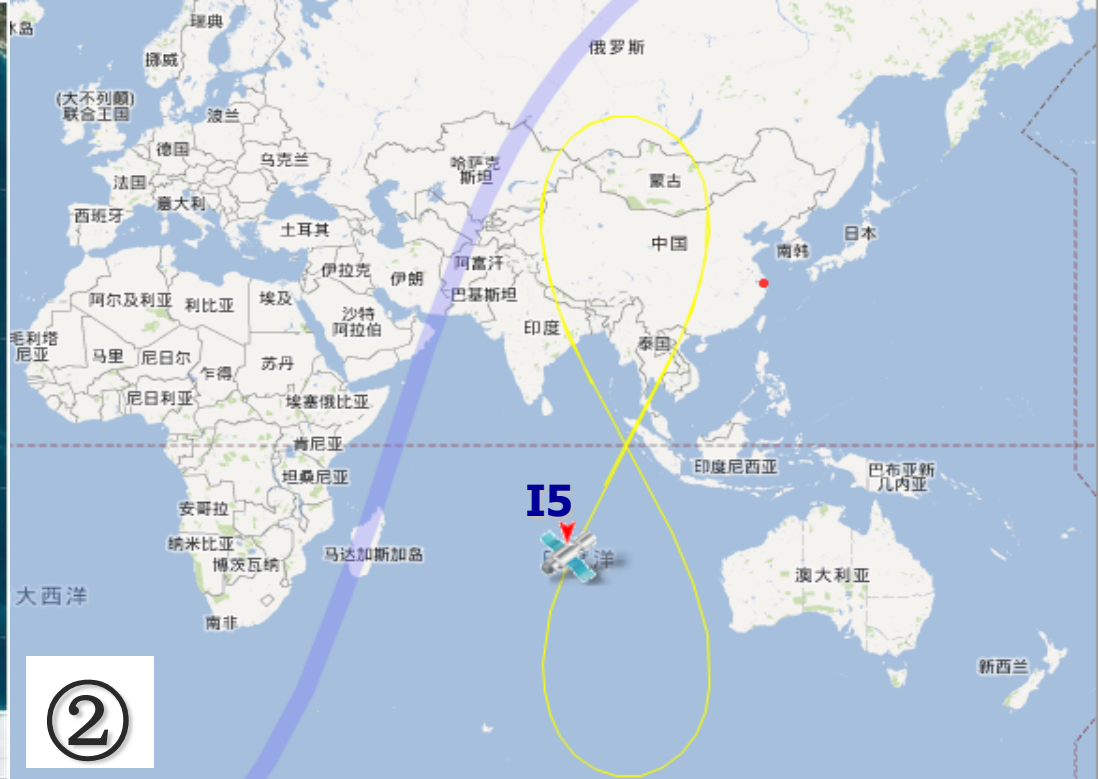 冰岛
瑞典
俄罗斯
挪威
(大不列颠)
联合王国
波兰
德国
乌克兰
哈萨克
斯坦
法国
蒙古
意大利
西班牙
土耳其
中国
日本
南韩
阿富汗
伊拉克
伊朗
巴基斯坦
阿尔及利亚
利比亚
埃及
沙特
阿拉伯
印度
毛利塔
尼亚
马里
尼日尔
苏丹
泰国
乍得
尼日利亚
埃塞俄比亚
肯尼亚
印度尼西亚
巴布亚新
几内亚
坦桑尼亚
I5
安哥拉
纳米比亚
博茨瓦纳
马达加斯加岛
洋
澳大利亚
大西洋
南非
新西兰
②